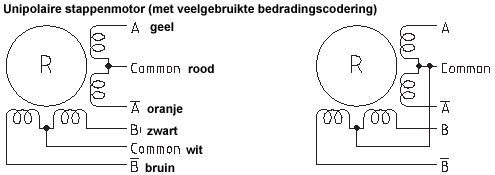 Unipolaire stappenmotor (met veelgebruikte bedradingscodering)
A geel
R
Common rood
A̅ oranje
B zwart
Common wit
B̅ bruin
A
R
Common
A̅
B
B̅